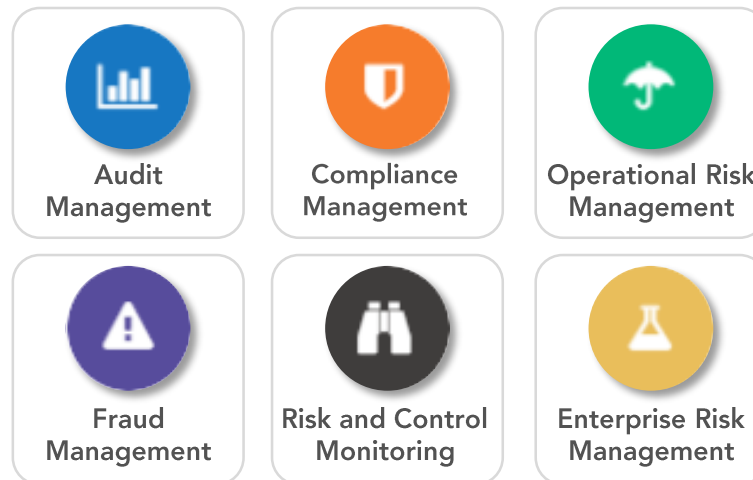 Audit
Management
Compliance
Management
Operational Risk
Management
Fraud
Management
Risk and Control
Monitoring
Enterprise Risk
Management